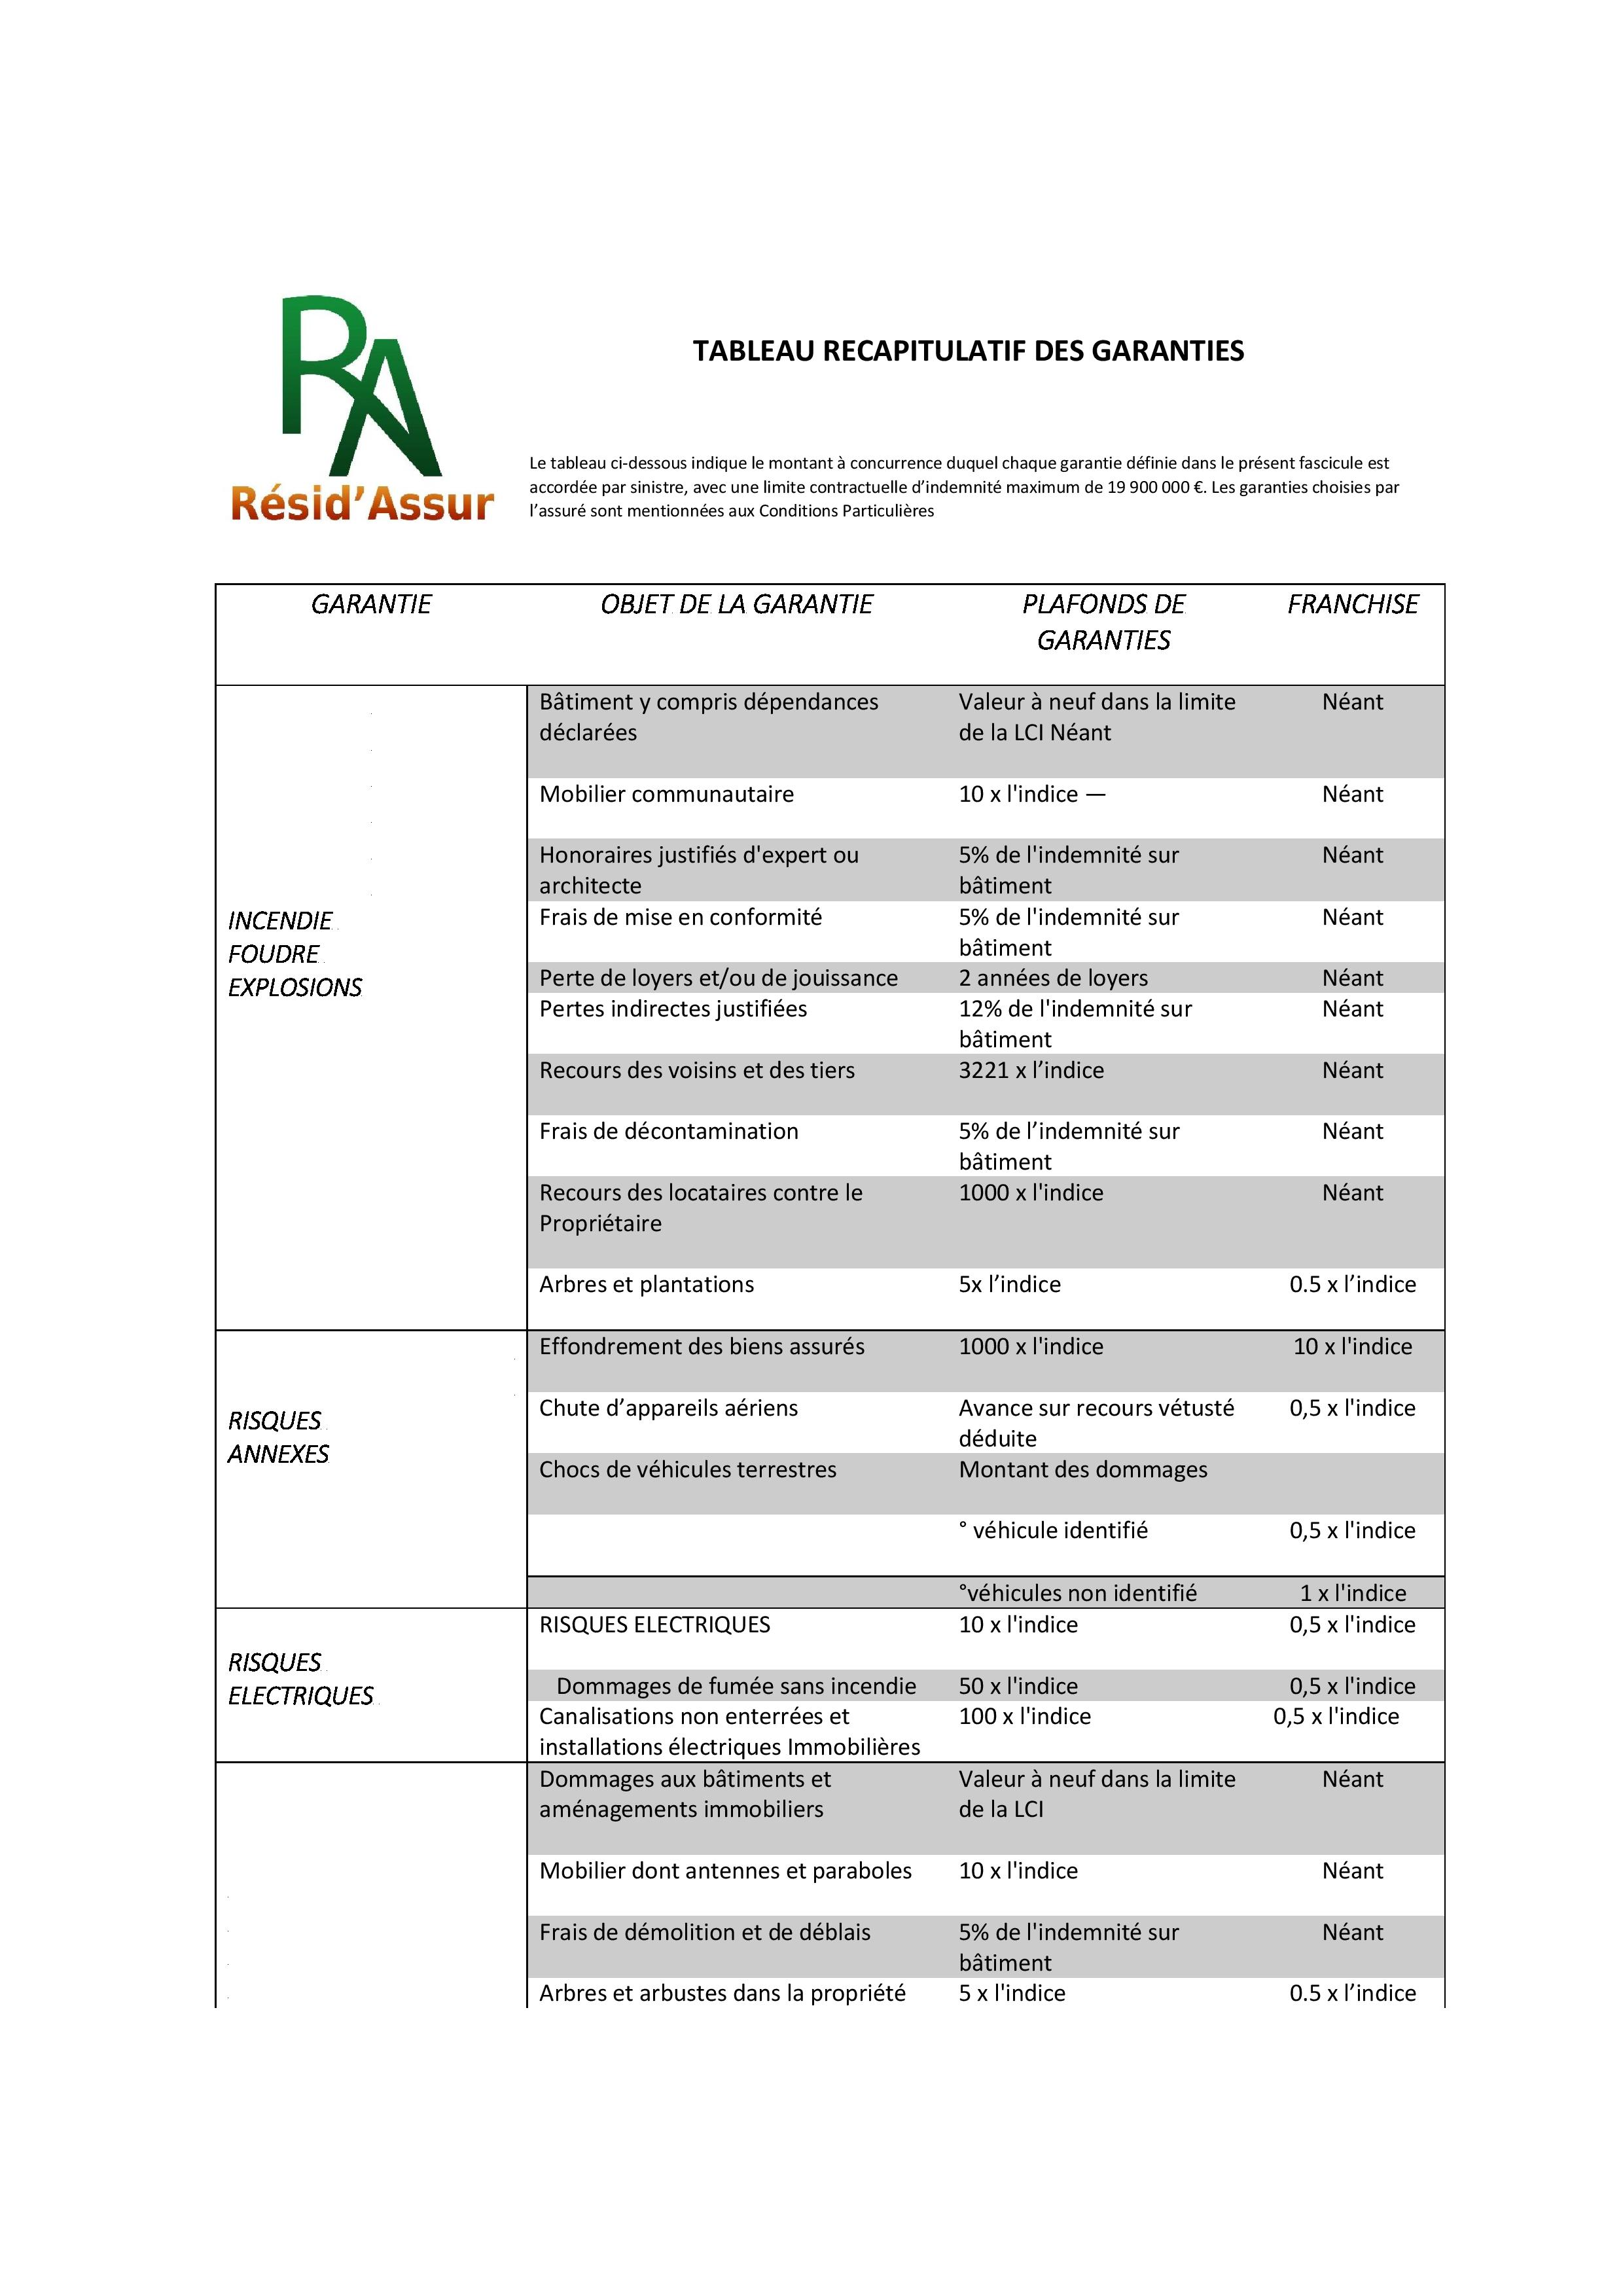 RA
Résid’Assur
TABLEAU RECAPITULATIF DES GARANTIES
Le tableau ci-dessous indique le montant à concurrence duquel chaque garantie définie dans le présent fascicule est
accordée par sinistre, avec une limite contractuelle d’indemnité maximum de 19 900 000 €. Les garanties choisies par
l’assuré sont mentionnées aux Conditions Particulières
GARANTIE OBJET DE LA GARANTIE PLAFONDS DE FRANCHISE
GARANTIES
Bâtiment y compris dépendances Valeur à neuf dans la limite Néant
déclarées de la LCI Néant
Mobilier communautaire 10 x l'indice — Néant
Honoraires justifiés d'expert ou 5% de l'indemnité sur Néant
architecte bâtiment
INCENDIE Frais de mise en conformité 5% de l'indemnité sur Néant
FOUDRE bâtiment
EXPLOSIONS Perte de loyers et/ou de jouissance 2 années de loyers Néant
Pertes indirectes justifiées 12% de l'indemnité sur Néant
bâtiment
Recours des voisins et des tiers 3221 x l’indice Néant
Frais de décontamination 5% de l’indemnité sur Néant
bâtiment
Recours des locataires contre le 1000 x l'indice Néant
Propriétaire
Arbres et plantations 5x l’indice 0.5 x l’indice
Effondrement des biens assurés 1000 x l'indice 10 x l'indice
Chute d’appareils aériens Avance sur recours vétusté 0,5 x l'indice
RISQUES déduite
ANNEXES Chocs de véhicules terrestres Montant des dommages
° véhicule identifié 0,5 x l'indice
°véhicules non identifié 1 x l'indice
RISQUES ELECTRIQUES 10 x l'indice 0,5 x l'indice
RISQUES
ELECTRIQUES Dommages de fumée sans incendie 50 x l'indice 0,5 x l'indice
Canalisations non enterrées et 100 x l'indice 0,5 x l'indice
installations électriques Immobilières
Dommages aux bâtiments et Valeur à neuf dans la limite Néant
aménagements immobiliers de la LCI
Mobilier dont antennes et paraboles 10 x l'indice Néant
Frais de démolition et de déblais 5% de l'indemnité sur Néant
bâtiment
Arbres et arbustes dans la propriété 5 x l'indice 0.5 x l’indice